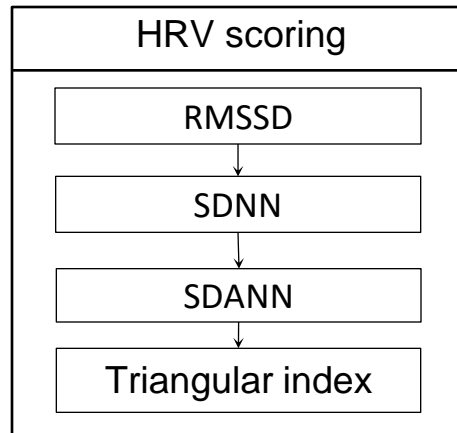 HRV scoring
RMSSD
SDNN
SDANN
Triangular index